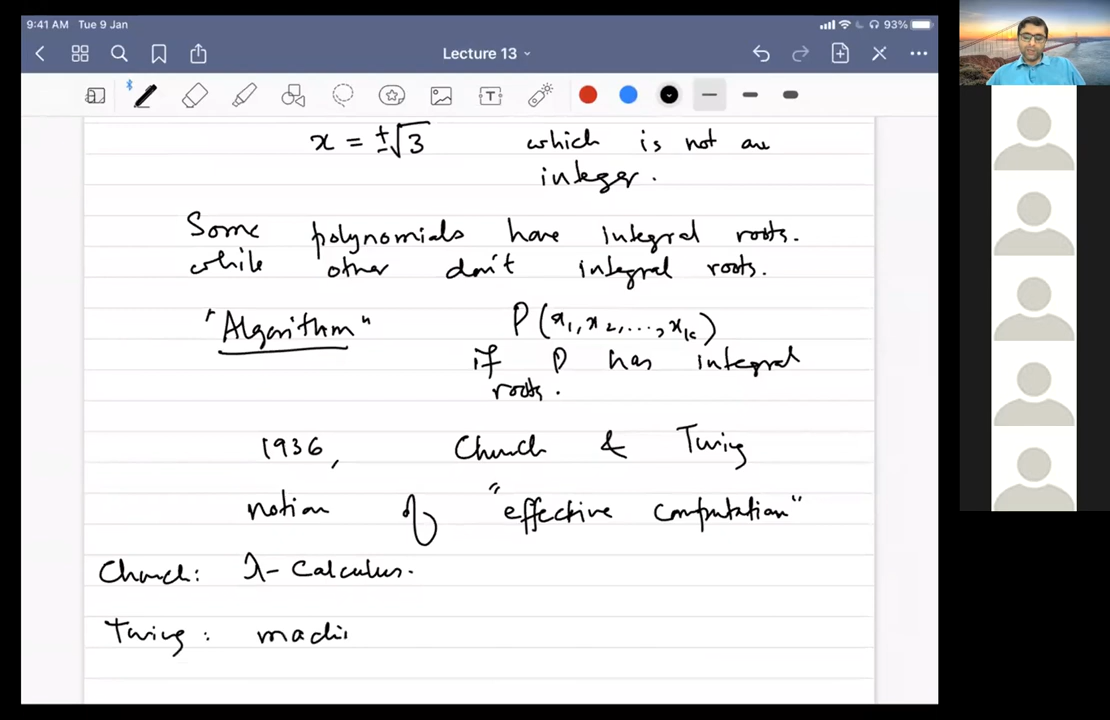 9:41 AM Tue 9 Jan
93%
Lecture 13
x = ±√3 which is not an
integer.
Some polynomials have integral roots.
while other don't integral roots.
"Algorithm" P(x₁, x₂, ..., xₖ)
if P has integral
roots.
1936, Church & Turing
notion of "effective computation"
Church: λ-Calculus.
Turing: machi